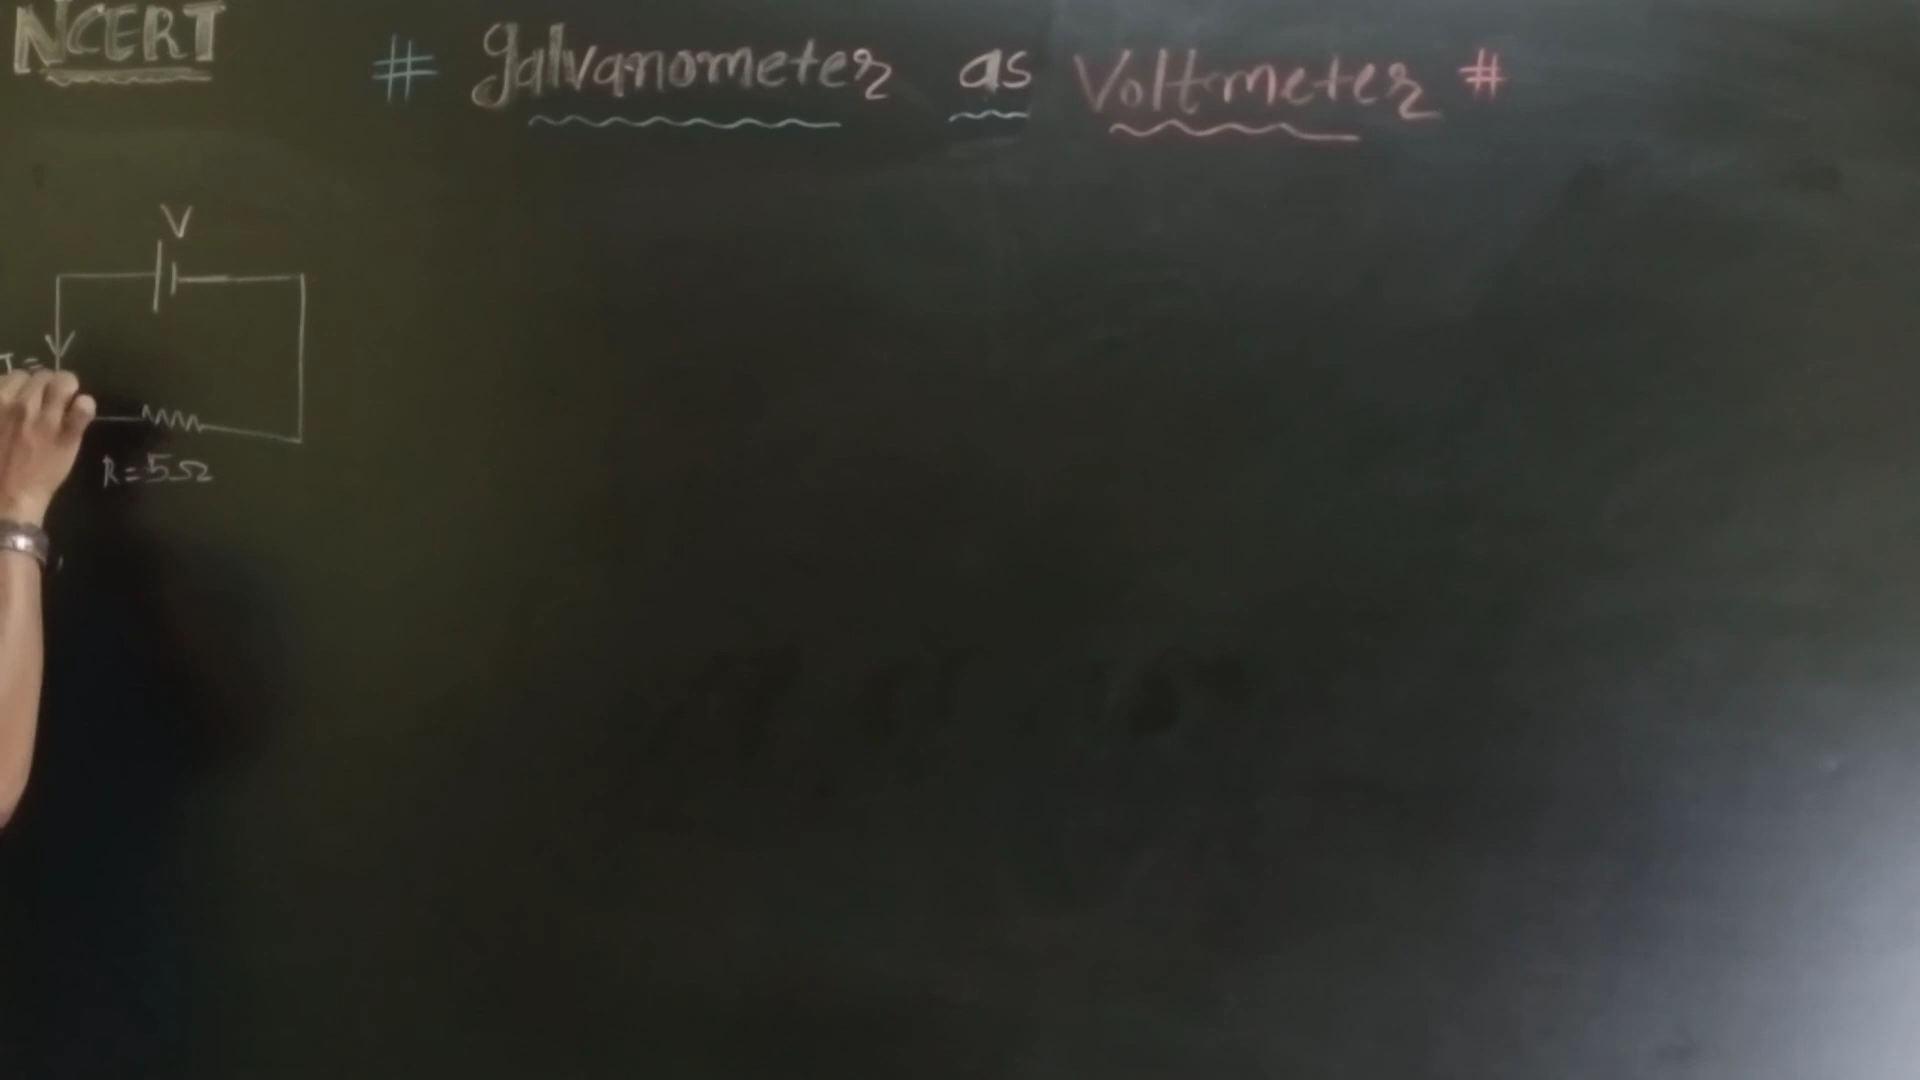 NCERT
# Galvanometer as Voltmeter #
V
I =
R=5Ω